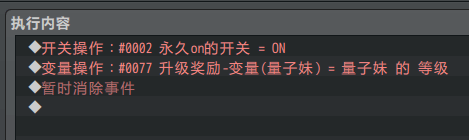 执行内容
◆开关操作：#0002 永久on的开关 = ON
◆变量操作：#0077 升级奖励-变量(量子妹) = 量子妹 的 等级
◆暂时消除事件
◆